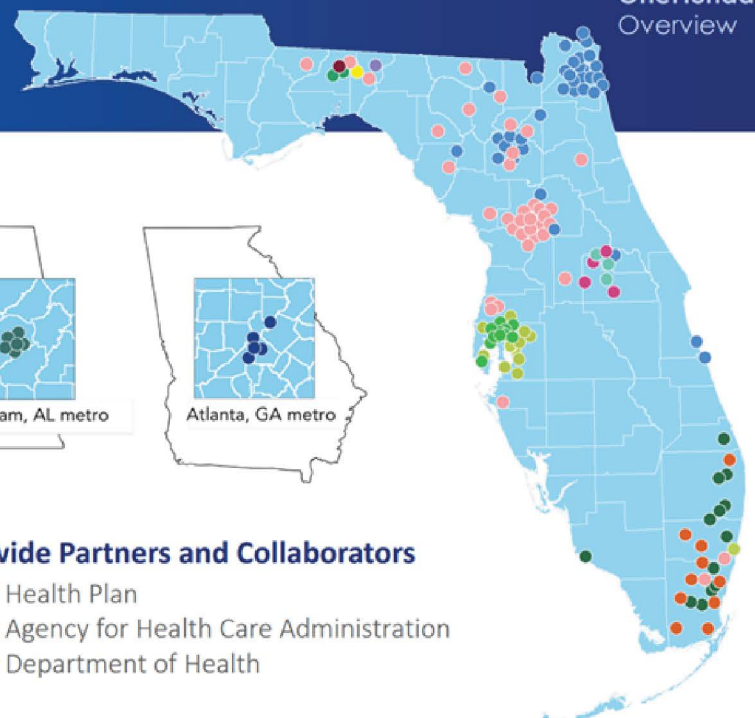 Overview
am, AL metro
Atlanta, GA metro
wide Partners and Collaborators
Health Plan
Agency for Health Care Administration
Department of Health